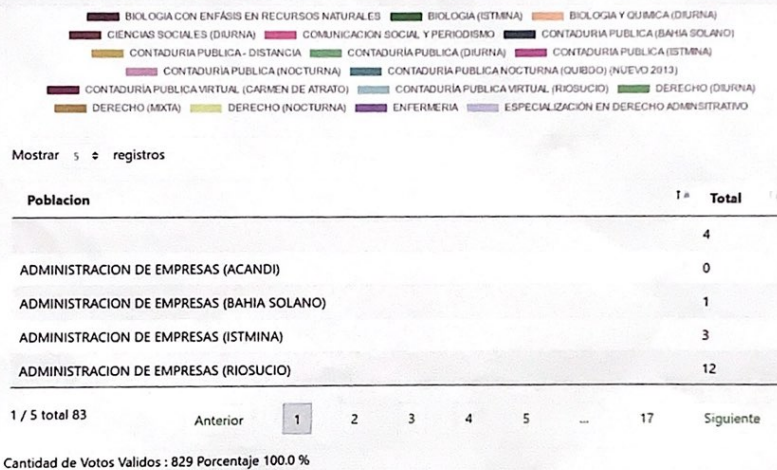 BIOLOGIA CON ENFÁSIS EN RECURSOS NATURALES BIOLOGIA (ISTMINA) BIOLOGIA Y QUIMICA (DIURNA)
CIENCIAS SOCIALES (DIURNA) COMUNICACION SOCIAL Y PERIODISMO CONTADURIA PUBLICA (BAHIA SOLANO)
CONTADURIA PUBLICA - DISTANCIA CONTADURÍA PUBLICA (DIURNA) CONTADURIA PUBLICA (ISTMINA)
CONTADURÍA PUBLICA (NOCTURNA) CONTADURIA PUBLICA NOCTURNA (QUIBDO) (NUEVO 2013)
CONTADURÍA PUBLICA VIRTUAL (CARMEN DE ATRATO) CONTADURÍA PUBLICA VIRTUAL (RIOSUCIO) DERECHO (DIURNA)
DERECHO (MIXTA) DERECHO (NOCTURNA) ENFERMERIA ESPECIALIZACIÓN EN DERECHO ADMINSITRATIVO
Mostrar 5 registros
Poblacion Total
4
ADMINISTRACION DE EMPRESAS (ACANDI) 0
ADMINISTRACION DE EMPRESAS (BAHIA SOLANO) 1
ADMINISTRACION DE EMPRESAS (ISTMINA) 3
ADMINISTRACION DE EMPRESAS (RIOSUCIO) 12
1 / 5 total 83 Anterior 1 2 3 4 5 ... 17 Siguiente
Cantidad de Votos Validos : 829 Porcentaje 100.0 %